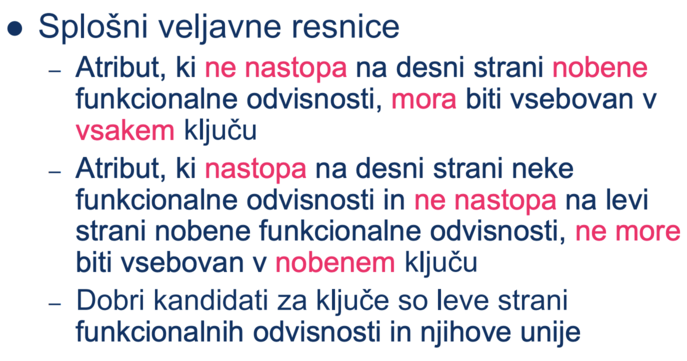 ● Splošni veljavne resnice
– Atribut, ki ne nastopa na desni strani nobene
funkcionalne odvisnosti, mora biti vsebovan v
vsakem ključu
– Atribut, ki nastopa na desni strani neke
funkcionalne odvisnosti in ne nastopa na levi
strani nobene funkcionalne odvisnosti, ne more
biti vsebovan v nobenem ključu
– Dobri kandidati za ključe so leve strani
funkcionalnih odvisnosti in njihove unije